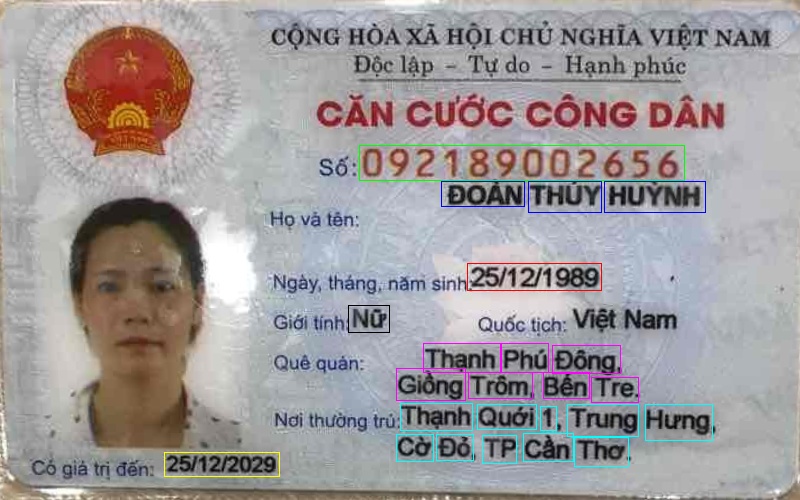 CỘNG HÒA XÃ HỘI CHỦ NGHĨA VIỆT NAM
Độc lập - Tự do - Hạnh phúc
CĂN CƯỚC CÔNG DÂN
Số: 092189002656
ĐOÀN THÚY HUỲNH
Họ và tên:
Ngày, tháng, năm sinh: 25/12/1989
Giới tính: Nữ Quốc tịch: Việt Nam
Quê quán: Thạnh Phú Đông,
Giồng Trôm, Bến Tre.
Nơi thường trú: Thạnh Quới 1, Trung Hưng,
Cờ Đỏ, TP Cần Thơ.
Có giá trị đến: 25/12/2029